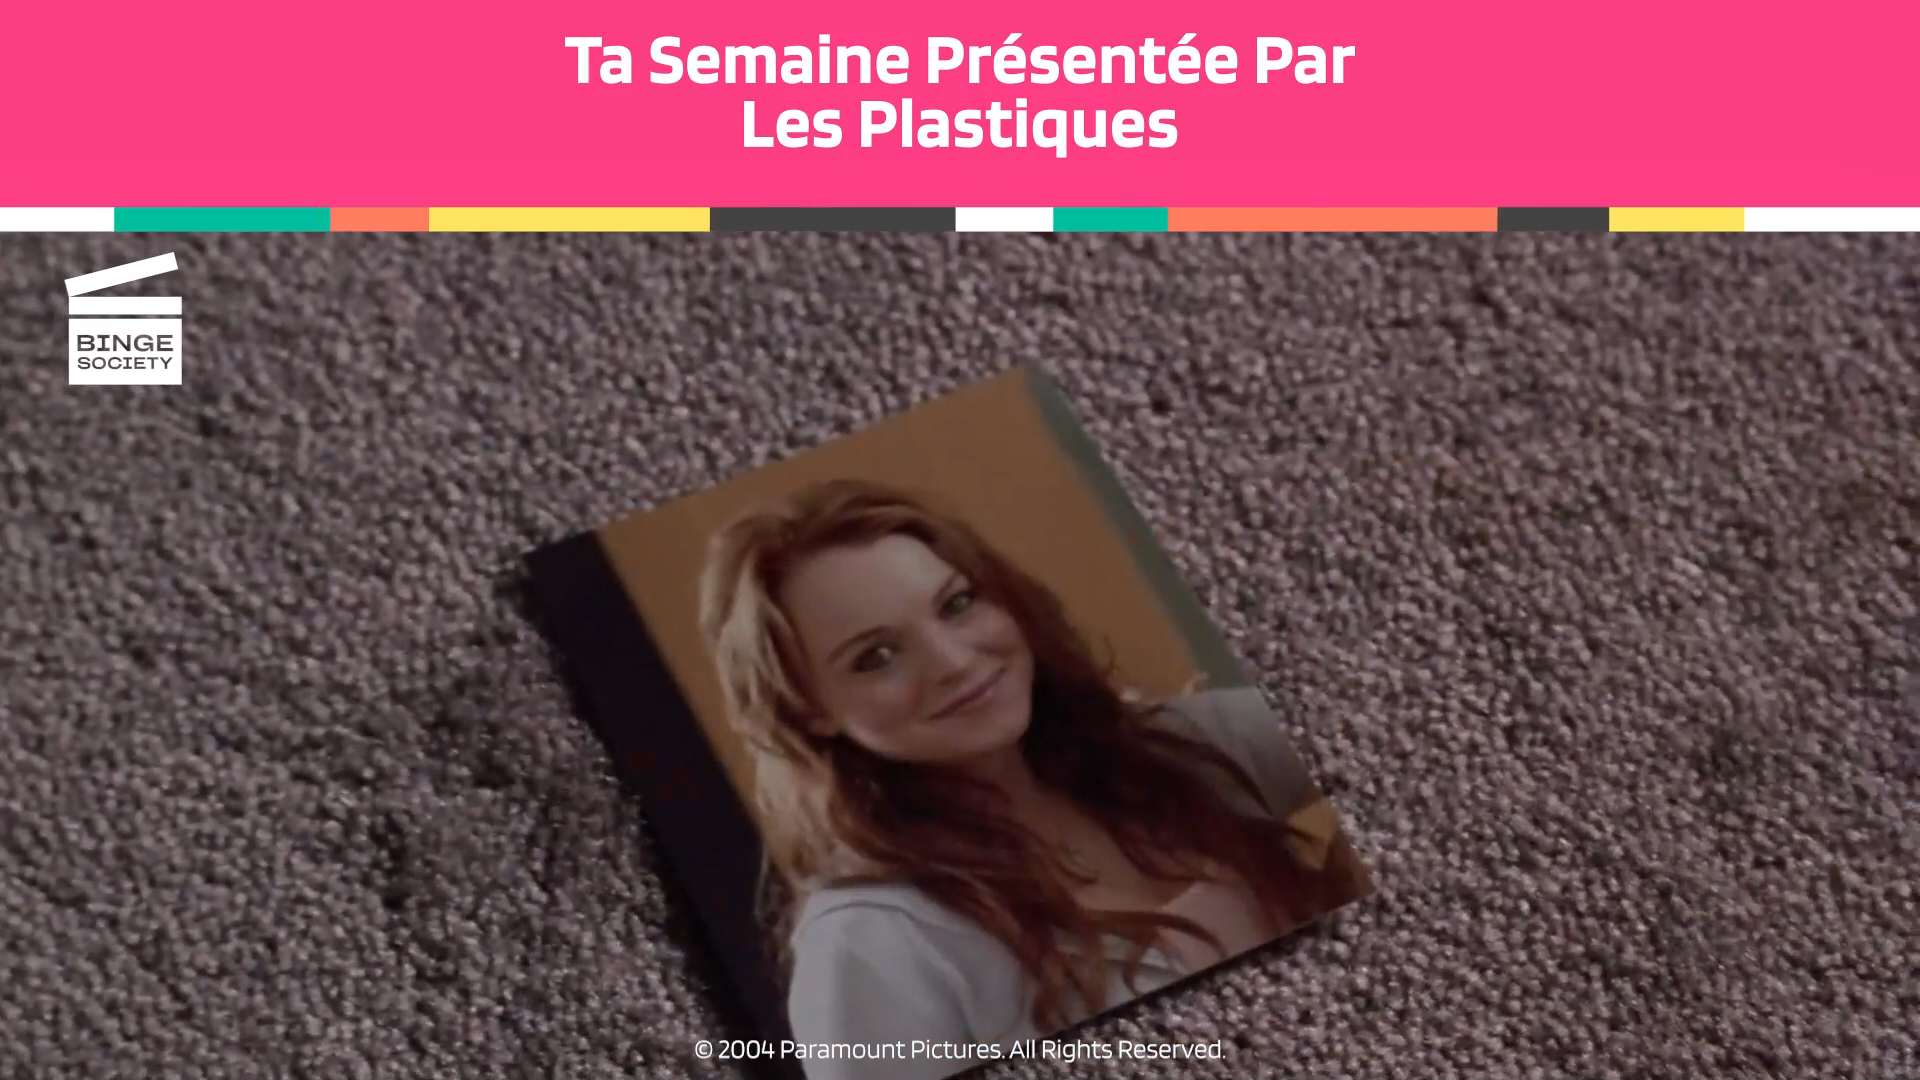 Ta Semaine Présentée Par
Les Plastiques
BINGE
SOCIETY
© 2004 Paramount Pictures. All Rights Reserved.